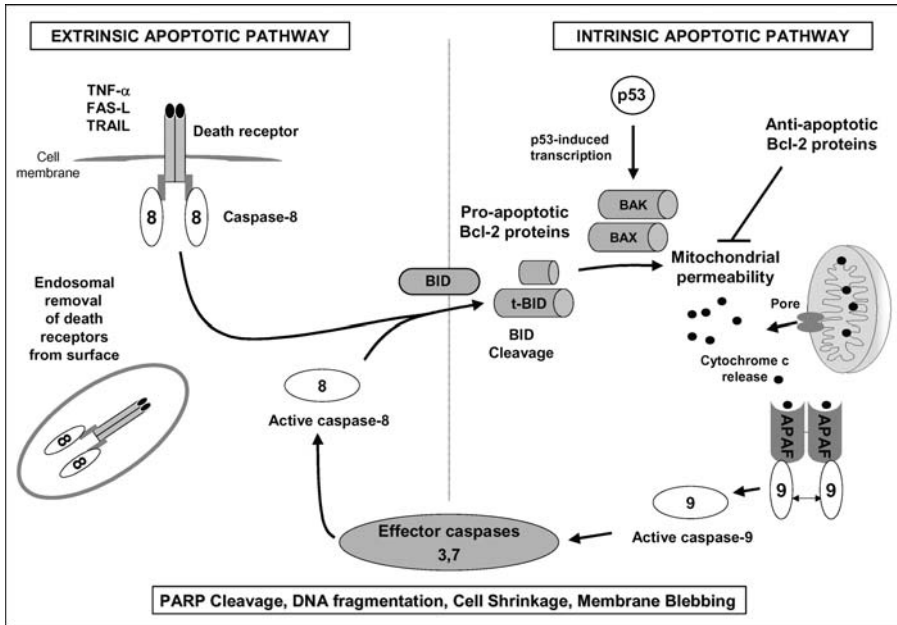 EXTRINSIC APOPTOTIC PATHWAY
INTRINSIC APOPTOTIC PATHWAY
TNF-α
FAS-L
TRAIL
Death receptor
Cell
membrane
8
8
Caspase-8
Endosomal
removal
of death
receptors
from surface
8
8
p53
p53-induced
transcription
Anti-apoptotic
Bcl-2 proteins
Pro-apoptotic
Bcl-2 proteins
BAK
BAX
Mitochondrial
permeability
BID
t-BID
BID
Cleavage
Pore
Cytochrome c
release
8
Active caspase-8
APAF
APAF
9
9
9
Active caspase-9
Effector caspases
3,7
PARP Cleavage, DNA fragmentation, Cell Shrinkage, Membrane Blebbing